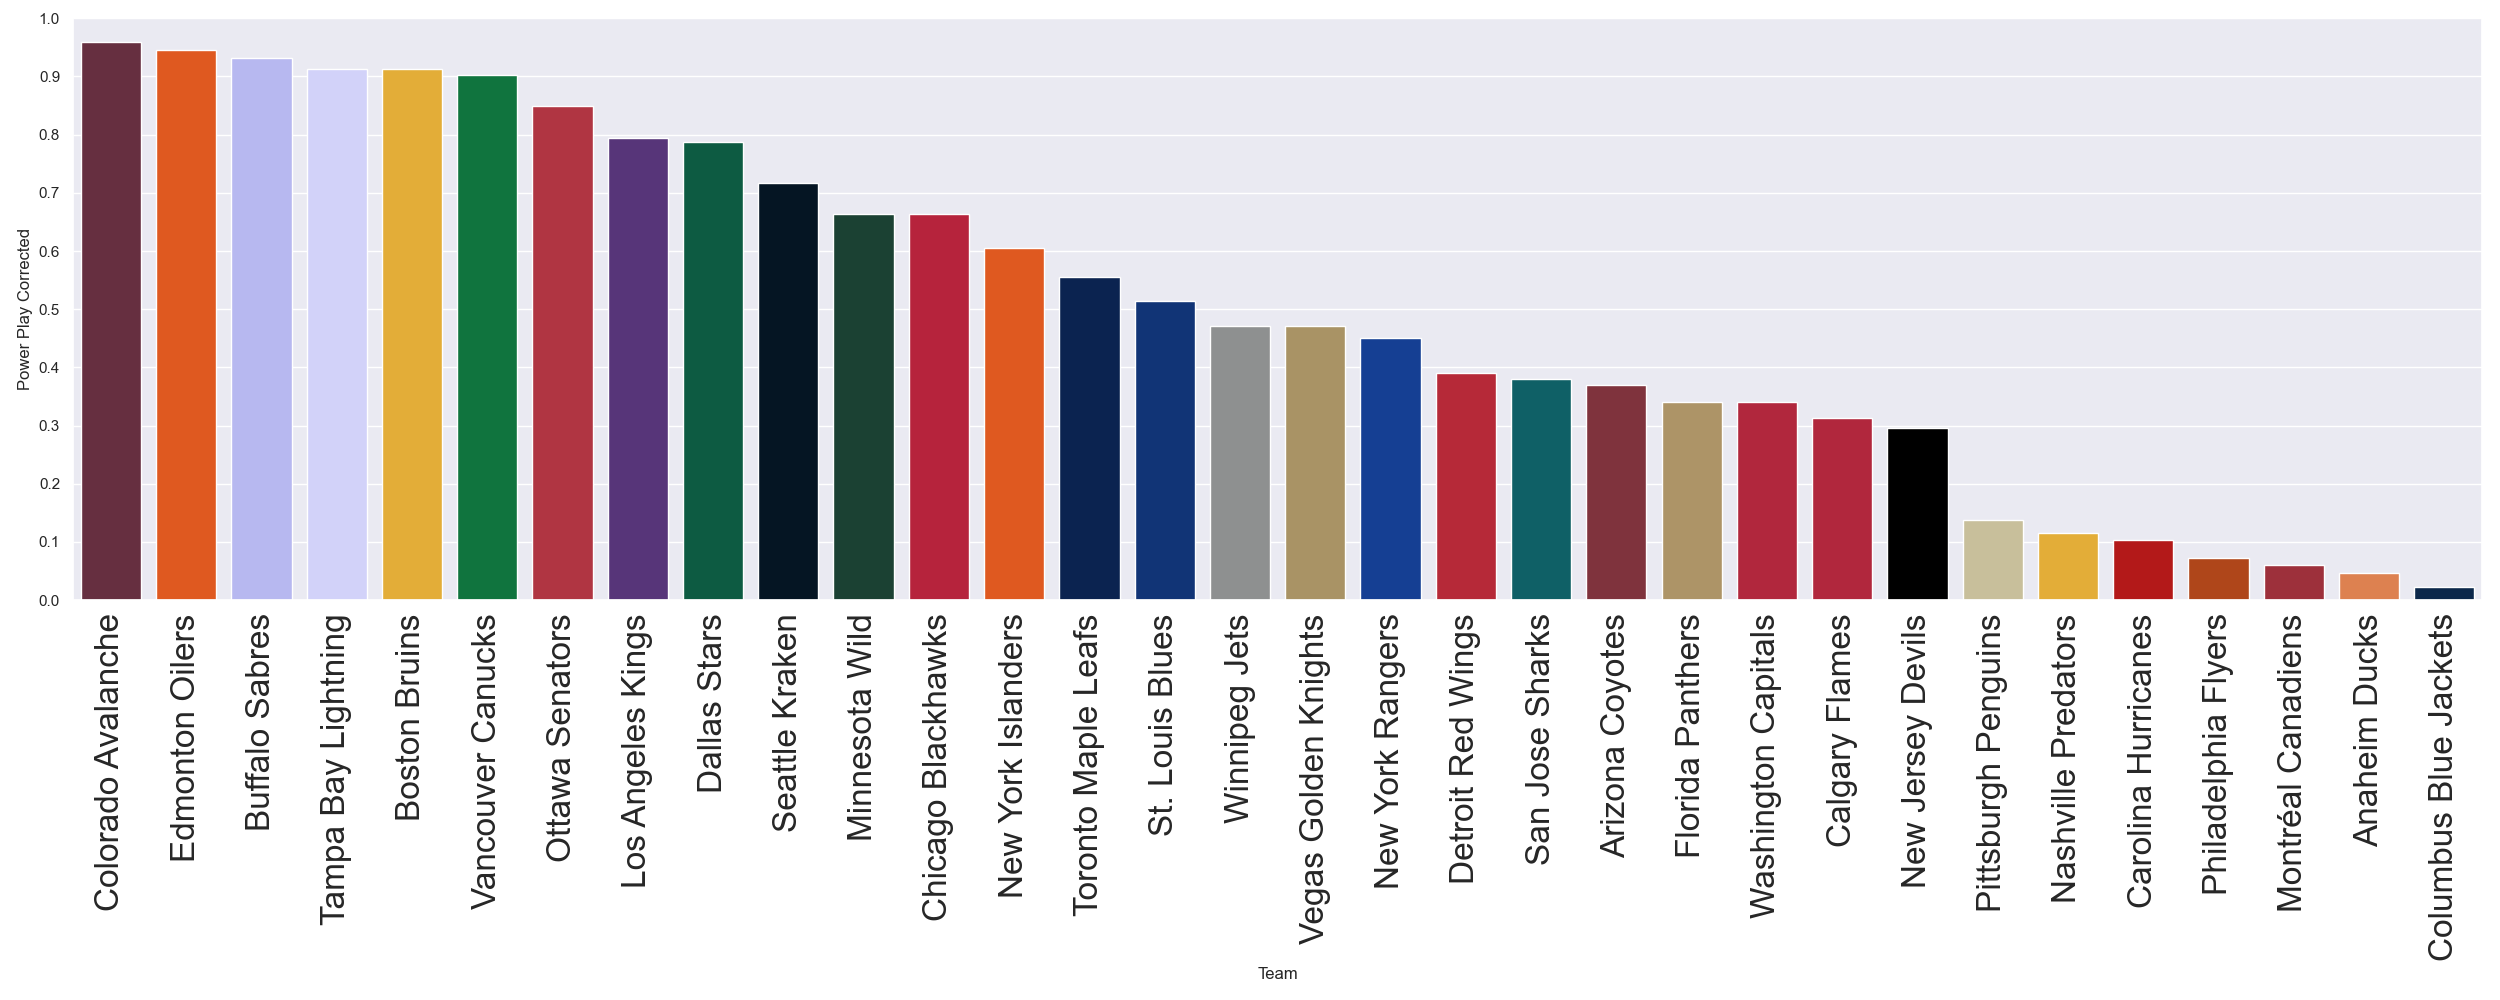 1.0
0.9
0.8
0.7
0.6
0.5
0.4
0.3
0.2
0.1
0.0
Power Play Corrected
Colorado Avalanche
Edmonton Oilers
Buffalo Sabres
Tampa Bay Lightning
Boston Bruins
Vancouver Canucks
Ottawa Senators
Los Angeles Kings
Dallas Stars
Seattle Kraken
Minnesota Wild
Chicago Blackhawks
New York Islanders
Toronto Maple Leafs
St. Louis Blues
Winnipeg Jets
Vegas Golden Knights
New York Rangers
Detroit Red Wings
San Jose Sharks
Arizona Coyotes
Florida Panthers
Washington Capitals
Calgary Flames
New Jersey Devils
Pittsburgh Penguins
Nashville Predators
Carolina Hurricanes
Philadelphia Flyers
Montréal Canadiens
Anaheim Ducks
Columbus Blue Jackets
Team